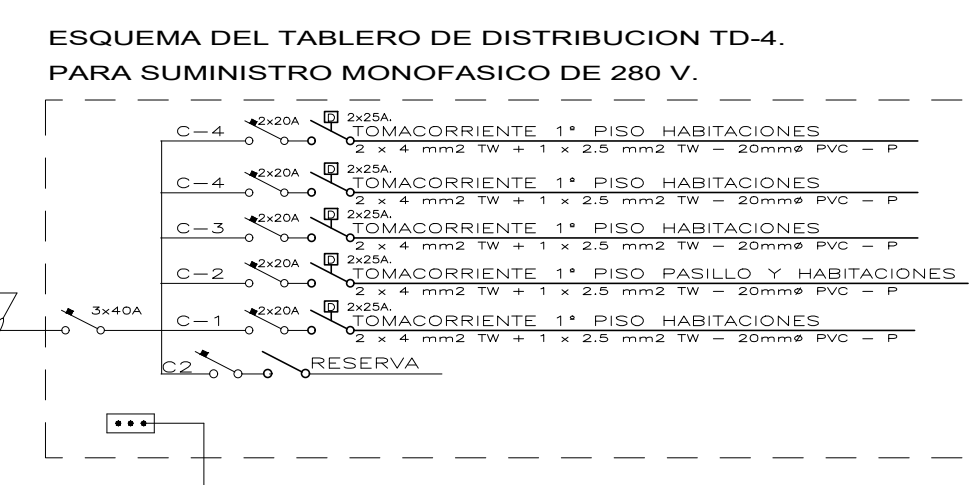 ESQUEMA DEL TABLERO DE DISTRIBUCION TD-4.
PARA SUMINISTRO MONOFASICO DE 280 V.
C-4 2x20A D 2x25A. TOMACORRIENTE 1° PISO HABITACIONES
2 x 4 mm2 TW + 1 x 2.5 mm2 TW - 20mmø PVC - P
C-4 2x20A D 2x25A. TOMACORRIENTE 1° PISO HABITACIONES
2 x 4 mm2 TW + 1 x 2.5 mm2 TW - 20mmø PVC - P
C-3 2x20A D 2x25A. TOMACORRIENTE 1° PISO HABITACIONES
2 x 4 mm2 TW + 1 x 2.5 mm2 TW - 20mmø PVC - P
C-2 2x20A D 2x25A. TOMACORRIENTE 1° PISO PASILLO Y HABITACIONES
2 x 4 mm2 TW + 1 x 2.5 mm2 TW - 20mmø PVC - P
3x40A C-1 2x20A D 2x25A. TOMACORRIENTE 1° PISO HABITACIONES
2 x 4 mm2 TW + 1 x 2.5 mm2 TW - 20mmø PVC - P
C2 RESERVA